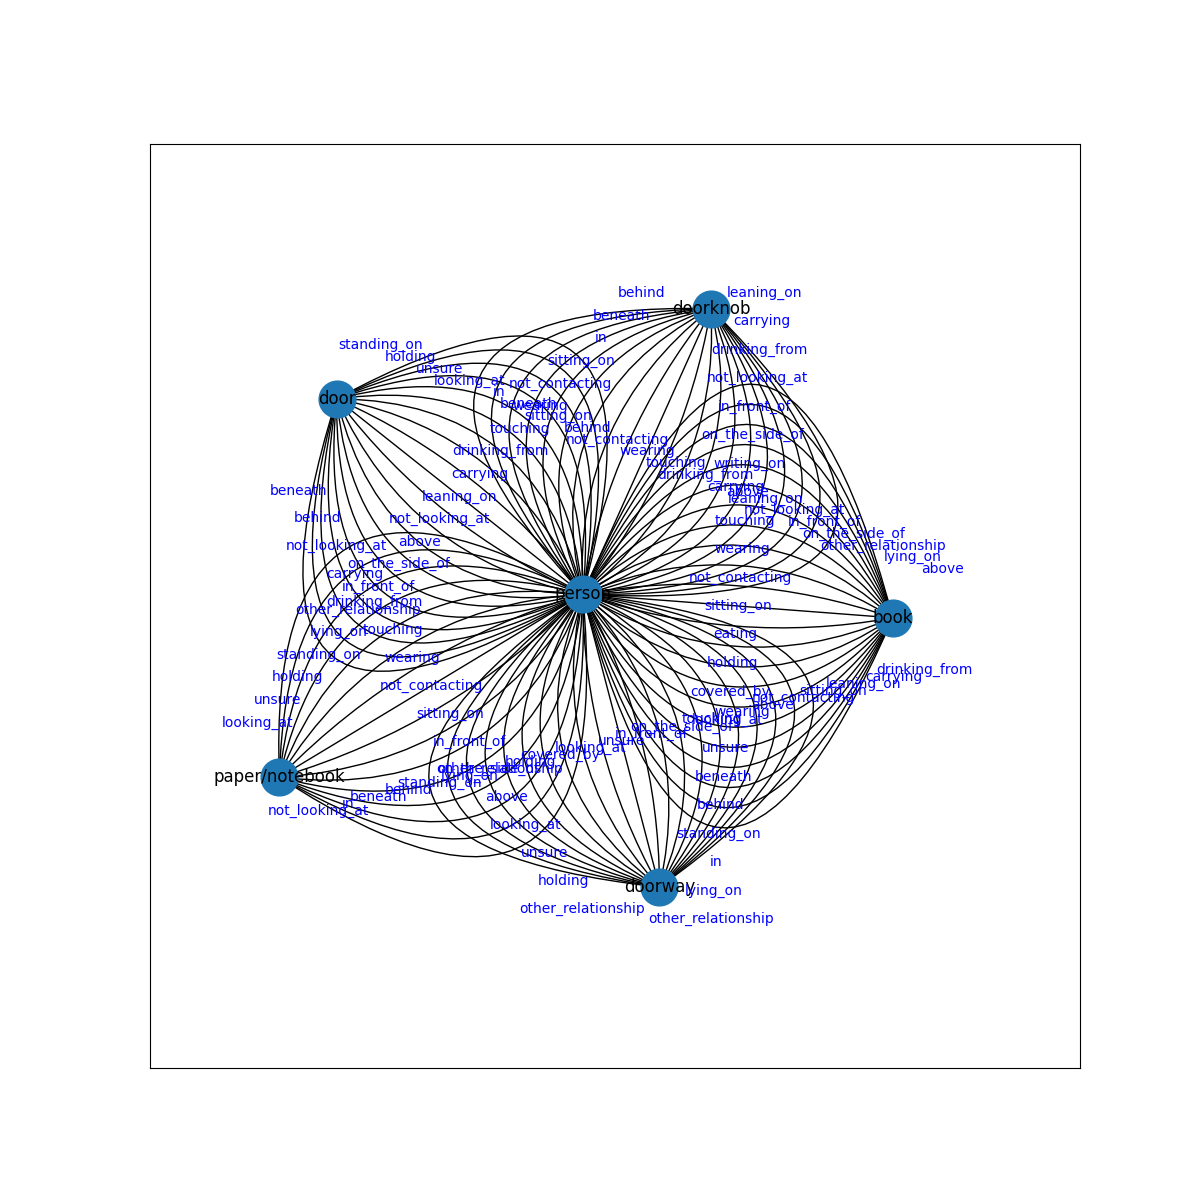 behind
leaning_on
doorknob
beneath
carrying
in
standing_on
holding
drinking_from
sitting_on
unsure
looking_at
not_looking_at
not_contacting
in
door
beneath
wearing
in_front_of
sitting_on
touching
behind
on_the_side_of
not_contacting
drinking_from
wearing
touching
writing_on
carrying
drinking_from
carrying
beneath
above
leaning_on
leaning_on
not_looking_at
behind
not_looking_at
touching
in_front_of
on_the_side_of
above
not_looking_at
other_relationship
wearing
lying_on
on_the_side_of
above
carrying
not_contacting
in_front_of
person
drinking_from
sitting_on
other_relationship
book
lying_on
touching
eating
standing_on
wearing
holding
drinking_from
holding
carrying
not_contacting
leaning_on
covered_by
sitting_on
not_contacting
unsure
above
sitting_on
wearing
looking_at
touching
looking_at
on_the_side_of
in_front_of
in_front_of
unsure
looking_at
unsure
covered_by
holding
other_relationship
lying_on
paper/notebook
beneath
standing_on
behind
beneath
above
in
behind
not_looking_at
looking_at
standing_on
unsure
in
holding
doorway
lying_on
other_relationship
other_relationship